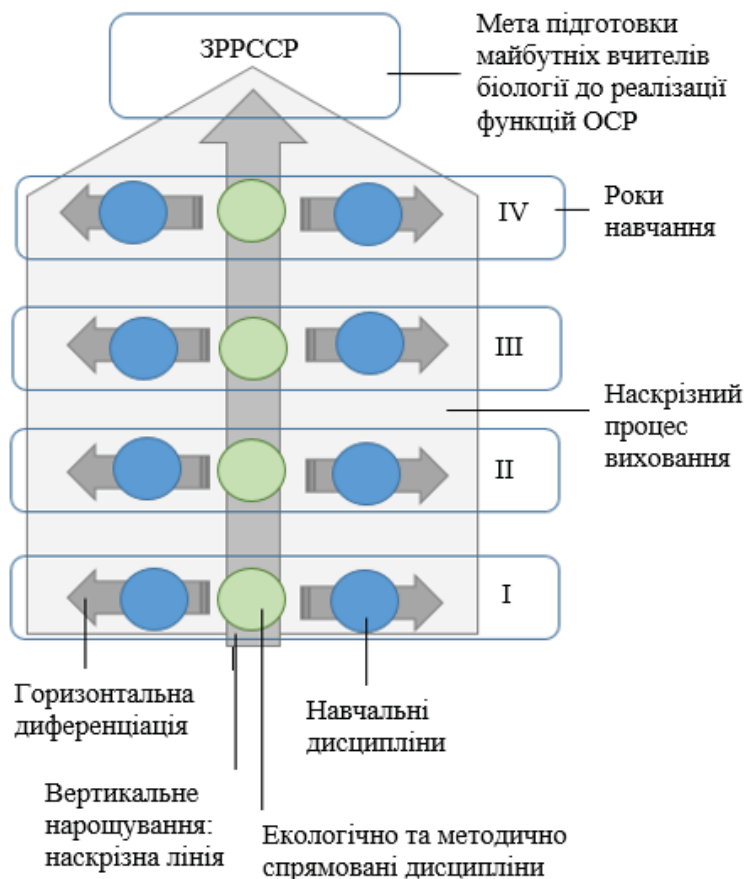 ЗРРССР
Мета підготовки
майбутніх вчителів
біології до реалізації
функцій ОСР
IV
Роки
навчання
III
Наскрізний
процес
виховання
II
I
Горизонтальна
диференціація
Навчальні
дисципліни
Вертикальне
нарощування:
наскрізна лінія
Екологічно та методично
спрямовані дисципліни